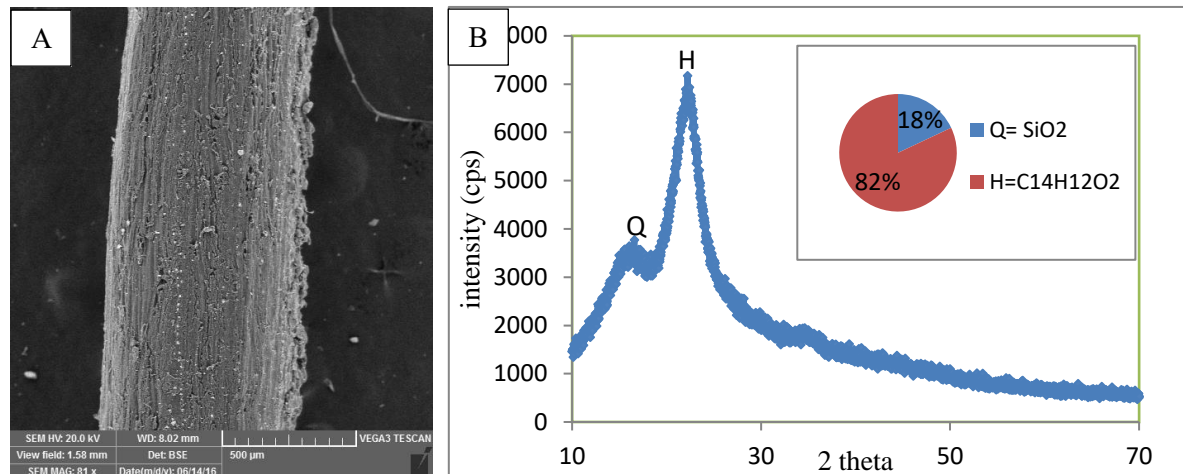 A
SEM HV: 20.0 kV WD: 8.02 mm VEGA3 TESCAN
View field: 1.58 mm Det: BSE 500 µm
SEM MAG: 81 x Date(m/d/y): 06/14/16
B
intensity (cps)
8000
7000
6000
5000
4000
3000
2000
1000
0
10 30 50 70
2 theta
Q
H
18%
82%
Q= SiO2
H=C14H12O2